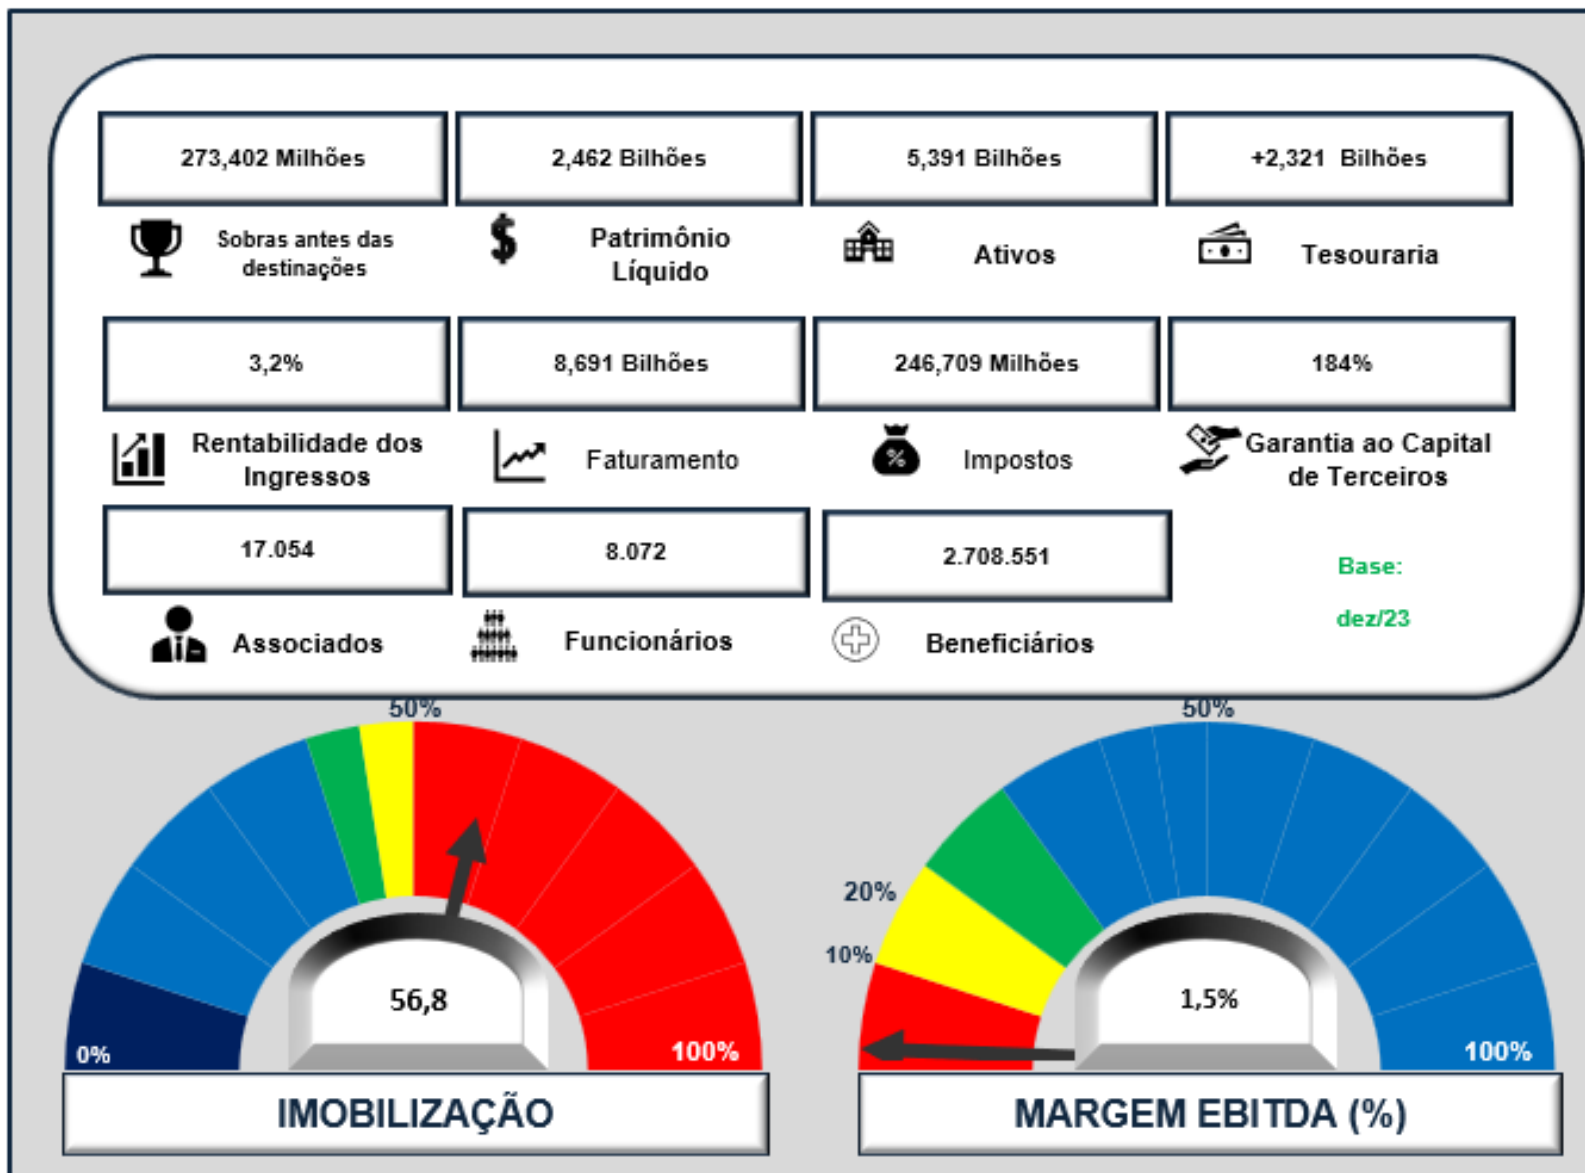 273,402 Milhões
2,462 Bilhões
5,391 Bilhões
+2,321 Bilhões
Sobras antes das
destinações
Patrimônio
Líquido
Ativos
Tesouraria
3,2%
8,691 Bilhões
246,709 Milhões
184%
Rentabilidade dos
Ingressos
Faturamento
Impostos
Garantia ao Capital
de Terceiros
17.054
8.072
2.708.551
Base:
dez/23
Associados
Funcionários
Beneficiários
50%
0%
56,8
100%
IMOBILIZAÇÃO
50%
20%
10%
1,5%
100%
MARGEM EBITDA (%)